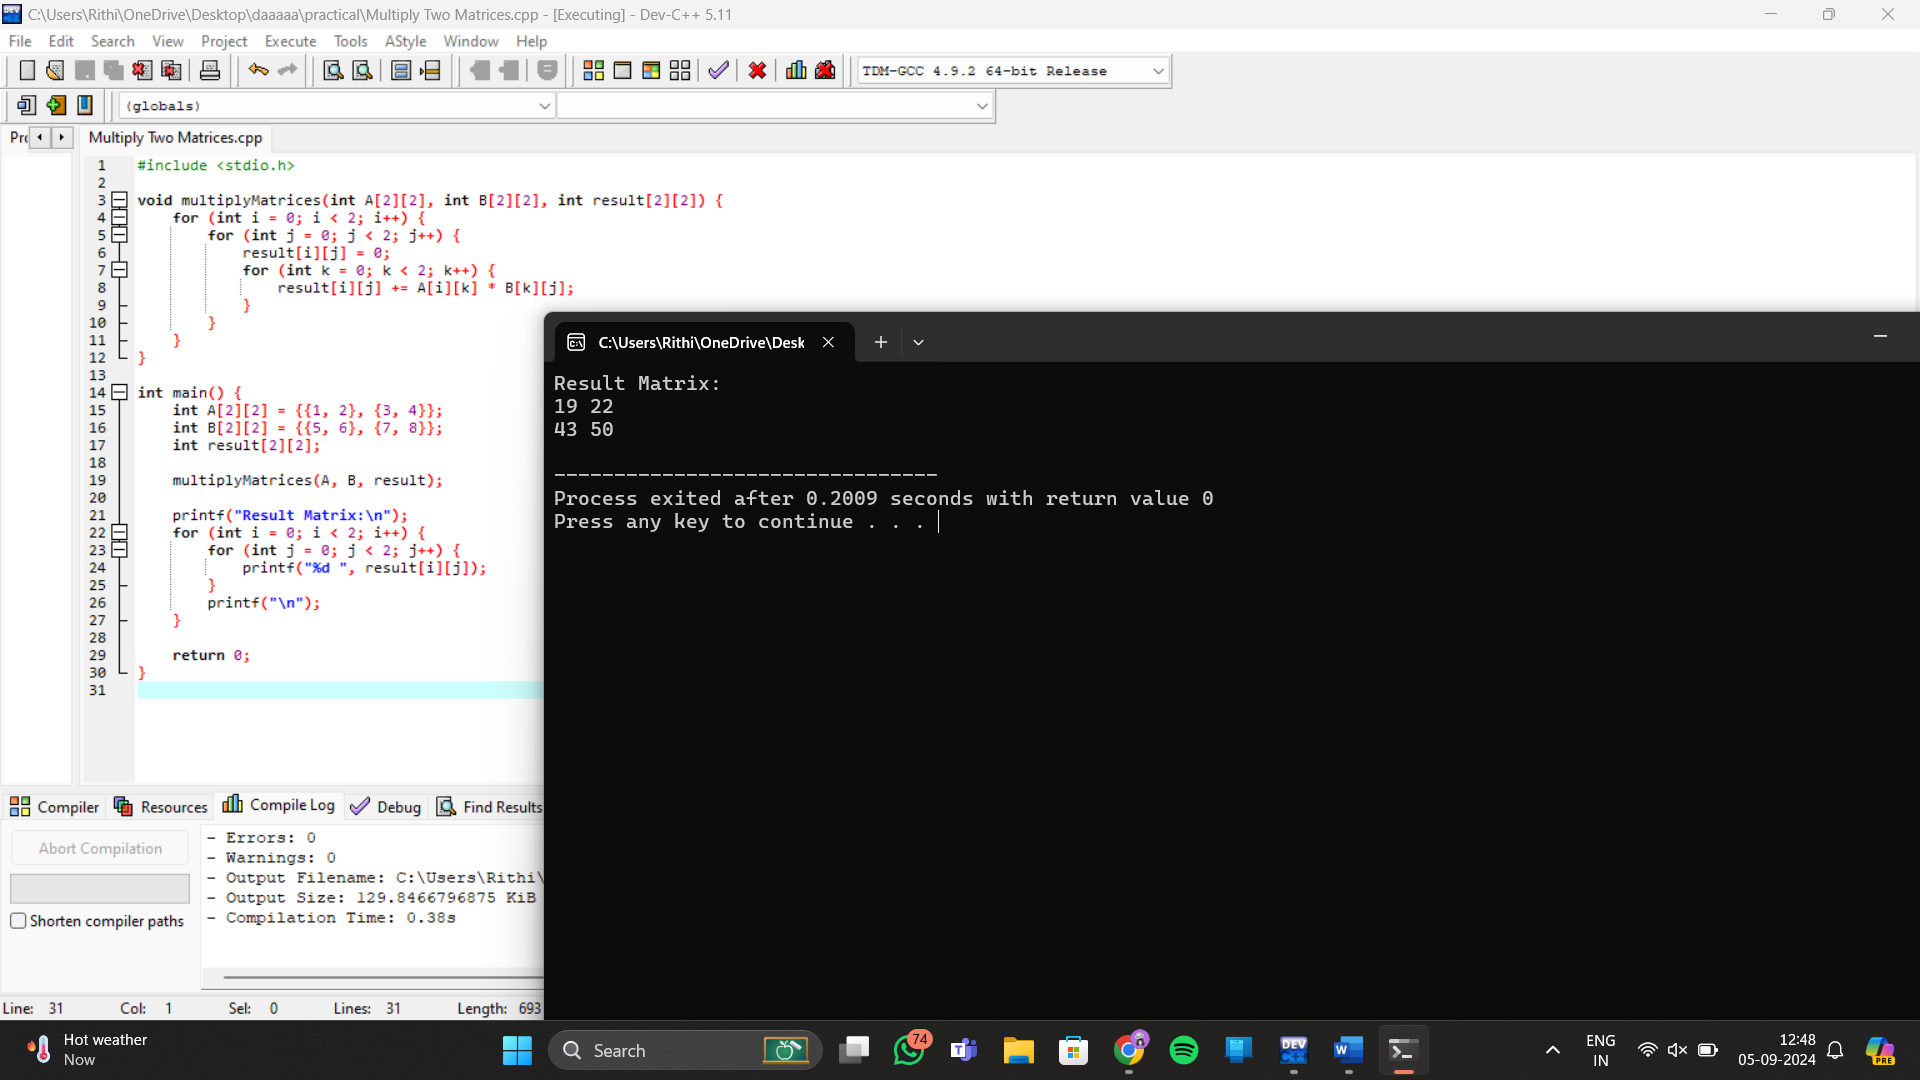 C:\Users\Rithi\OneDrive\Desktop\daaaaa\practical\Multiply Two Matrices.cpp - [Executing] - Dev-C++ 5.11
File Edit Search View Project Execute Tools AStyle Window Help
TDM-GCC 4.9.2 64-bit Release
(globals)
Multiply Two Matrices.cpp
1 #include <stdio.h>
2
3 void multiplyMatrices(int A[2][2], int B[2][2], int result[2][2]) {
4 for (int i = 0; i < 2; i++) {
5 for (int j = 0; j < 2; j++) {
6 result[i][j] = 0;
7 for (int k = 0; k < 2; k++) {
8 result[i][j] += A[i][k] * B[k][j];
9 }
10 }
11 }
12 }
13
14 int main() {
15 int A[2][2] = {{1, 2}, {3, 4}};
16 int B[2][2] = {{5, 6}, {7, 8}};
17 int result[2][2];
18
19 multiplyMatrices(A, B, result);
20
21 printf("Result Matrix:\n");
22 for (int i = 0; i < 2; i++) {
23 for (int j = 0; j < 2; j++) {
24 printf("%d ", result[i][j]);
25 }
26 printf("\n");
27 }
28
29 return 0;
30 }
31
C:\Users\Rithi\OneDrive\Desk
Result Matrix:
19 22
43 50
--------------------------------
Process exited after 0.2009 seconds with return value 0
Press any key to continue . . .
Compiler Resources Compile Log Debug Find Results
Abort Compilation
Shorten compiler paths
- Errors: 0
- Warnings: 0
- Output Filename: C:\Users\Rithi\
- Output Size: 129.8466796875 KiB
- Compilation Time: 0.38s
Line: 31 Col: 1 Sel: 0 Lines: 31 Length: 693
Hot weather
Now
Search
74
DEV
C++
ENG
IN
12:48
05-09-2024
PRE